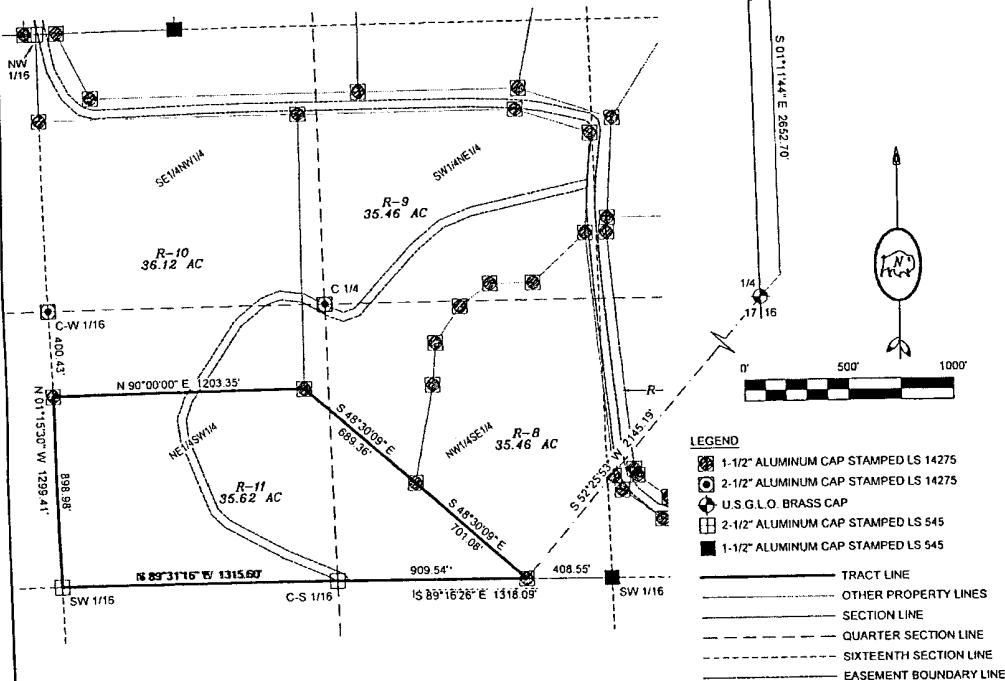 NW
1/16
SE1/4NW1/4
SW1/4NE1/4
R-9
35.46 AC
R-10
36.12 AC
C 1/4
C-W 1/16
400.43'
N 90°00'00" E 1203.35'
N 01°15'30" W 1299.41'
898.98'
NE1/4SW1/4
S 48°30'09" E
689.36'
NW1/4SE1/4
R-8
35.46 AC
R-11
35.62 AC
S 48°30'09" E
701.08'
S 52°25'53" W 2145.19'
R-
N 89°31'16" W 1315.60'
909.54'
408.55'
SW 1/16
C-S 1/16
S 89°16'26" E 1318.09'
SW 1/16
S 01°11'44" E 2652.70'
1/4
17 16
N
0' 500' 1000'
LEGEND
1-1/2" ALUMINUM CAP STAMPED LS 14275
2-1/2" ALUMINUM CAP STAMPED LS 14275
U.S.G.L.O. BRASS CAP
2-1/2" ALUMINUM CAP STAMPED LS 545
1-1/2" ALUMINUM CAP STAMPED LS 545
TRACT LINE
OTHER PROPERTY LINES
SECTION LINE
QUARTER SECTION LINE
SIXTEENTH SECTION LINE
EASEMENT BOUNDARY LINE